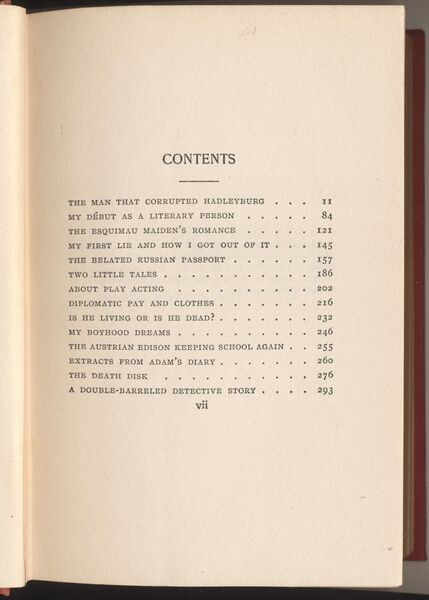 CONTENTS
THE MAN THAT CORRUPTED HADLEYBURG . . . 11
MY DÉBUT AS A LITERARY PERSON . . . . . 84
THE ESQUIMAU MAIDEN'S ROMANCE . . . . . 121
MY FIRST LIE AND HOW I GOT OUT OF IT . . . 145
THE BELATED RUSSIAN PASSPORT . . . . . . 157
TWO LITTLE TALES . . . . . . . . . . . 186
ABOUT PLAY ACTING . . . . . . . . . . 202
DIPLOMATIC PAY AND CLOTHES . . . . . . . 216
IS HE LIVING OR IS HE DEAD? . . . . . . . 232
MY BOYHOOD DREAMS . . . . . . . . . . 246
THE AUSTRIAN EDISON KEEPING SCHOOL AGAIN . . 255
EXTRACTS FROM ADAM'S DIARY . . . . . . . 260
THE DEATH DISK . . . . . . . . . . . 276
A DOUBLE-BARRELED DETECTIVE STORY . . . . 293
vii